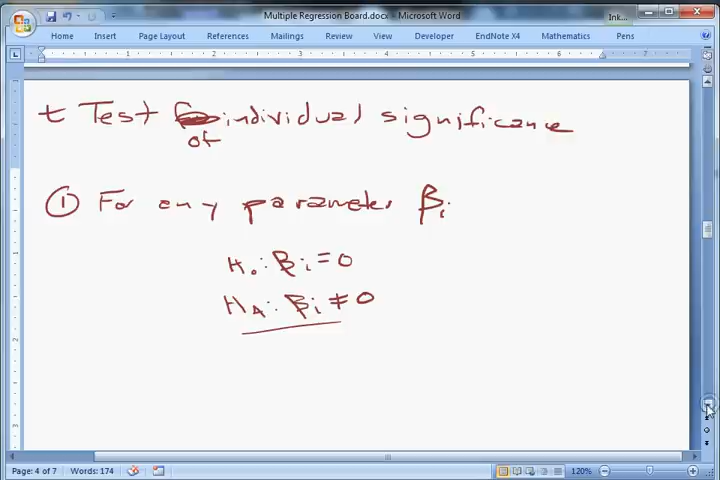 Multiple Regression Board.docx - Microsoft Word
Ink...
Home Insert Page Layout References Mailings Review View Developer EndNote X4 Mathematics Pens
t Test individual significance
of
① For any parameter βi
H₀: βi = 0
H_A: βi ≠ 0
Page: 4 of 7 Words: 174 120%